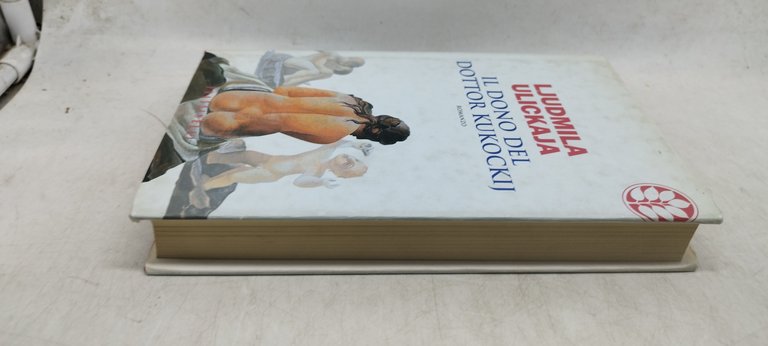 LJUDMILA
ULICKAJA
IL DONO DEL
DOTTOR KUKOCKIJ
ROMANZO